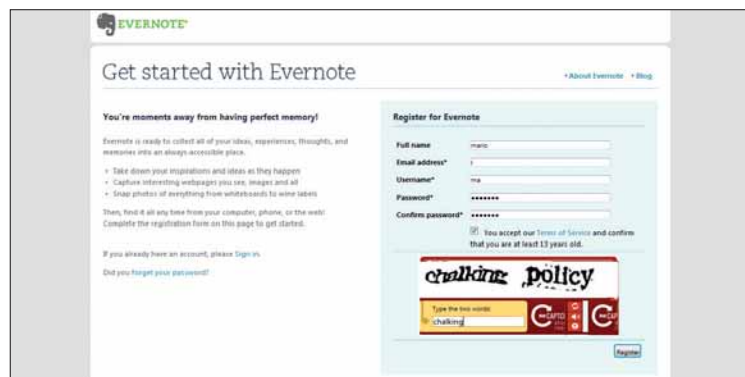 EVERNOTE
Get started with Evernote
About Evernote
Blog
You're moments away from having perfect memory!
Evernote is ready to collect all of your ideas, experiences, thoughts, and
memories into an always-accessible place.
Take down your inspirations and ideas as they happen
Capture interesting webpages you see, images and all
Snap photos of everything from whiteboards to wine labels
Then, find it all any time from your computer, phone, or the web!
Complete the registration form on this page to get started.
If you already have an account, please Sign in.
Did you forget your password?
Register for Evernote
Full name mario
Email address*
Username* ma
Password* •••••••
Confirm password* •••••••
You accept our Terms of Service and confirm
that you are at least 13 years old.
chalking policy
Type the two words:
chalking
Register